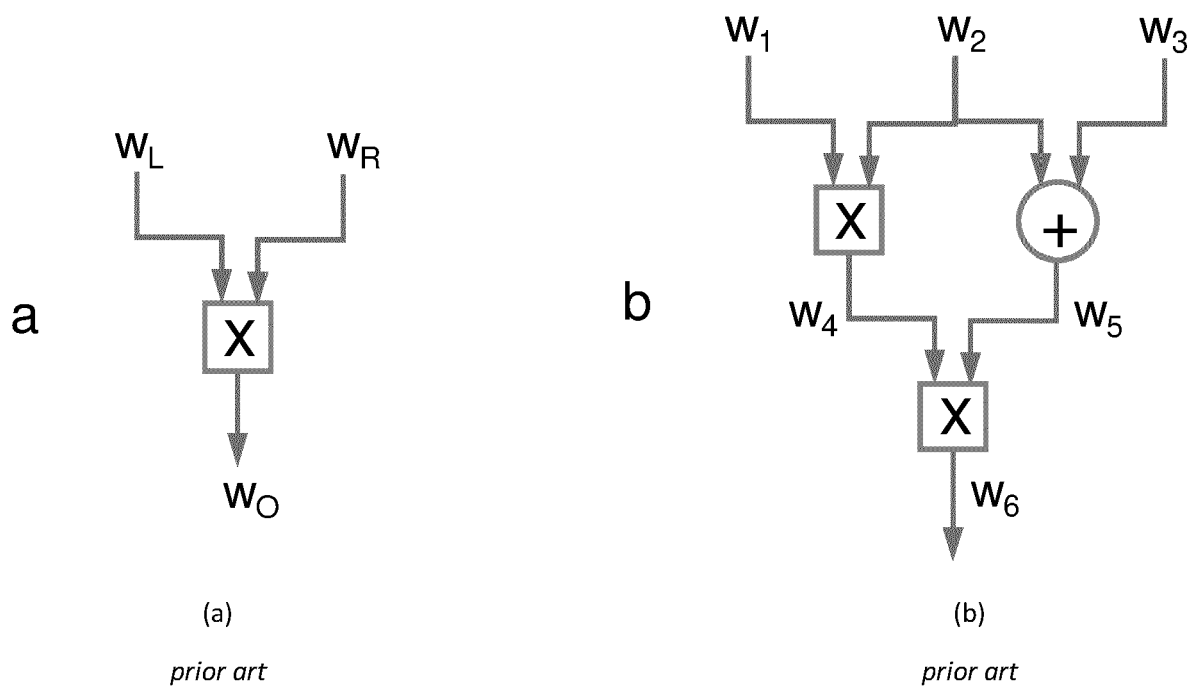 w1 w2 w3
wL wR
X +
a X b w4 w5
X
wO w6
(a) (b)
prior art prior art